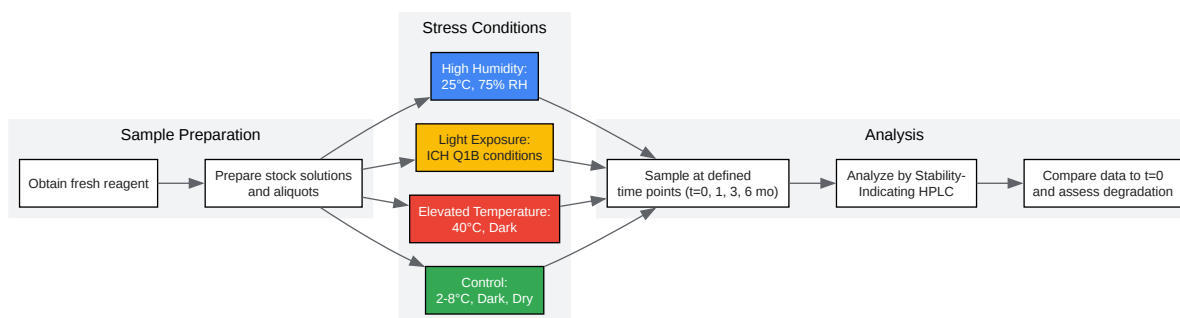 Stress Conditions
High Humidity:
25°C, 75% RH
Sample Preparation
Analysis
Light Exposure:
ICH Q1B conditions
Obtain fresh reagent
Prepare stock solutions
and aliquots
Sample at defined
time points (t=0, 1, 3, 6 mo)
Analyze by Stability-
Indicating HPLC
Compare data to t=0
and assess degradation
Elevated Temperature:
40°C, Dark
Control:
2-8°C, Dark, Dry